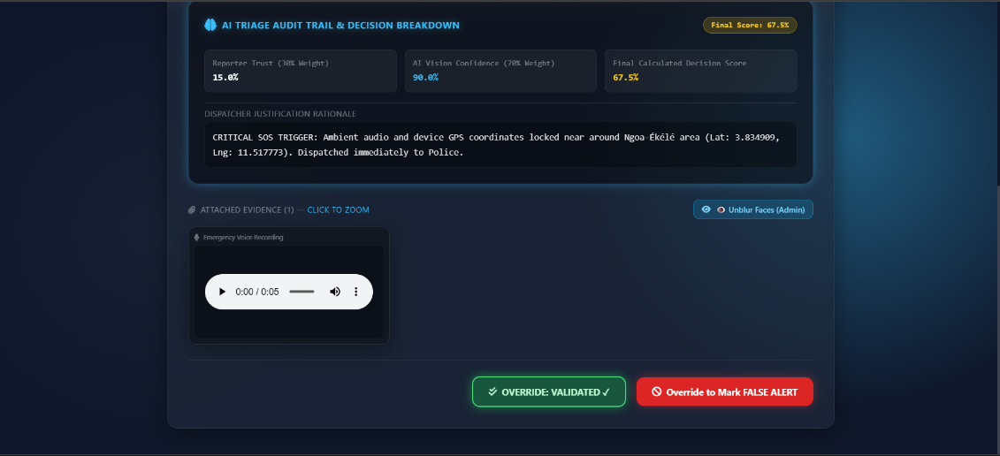 AI TRIAGE AUDIT TRAIL & DECISION BREAKDOWN
Final Score: 67.5%
Reporter Trust (30% Weight)
15.0%
AI Vision Confidence (70% Weight)
90.0%
Final Calculated Decision Score
67.5%
DISPATCHER JUSTIFICATION RATIONALE
CRITICAL SOS TRIGGER: Ambient audio and device GPS coordinates locked near around Ngoa-Ékélé area (Lat: 3.834909,
Lng: 11.517773). Dispatched immediately to Police.
ATTACHED EVIDENCE (1) — CLICK TO ZOOM
Unblur Faces (Admin)
Emergency Voice Recording
0:00 / 0:05
OVERRIDE: VALIDATED ✓
Override to Mark FALSE ALERT